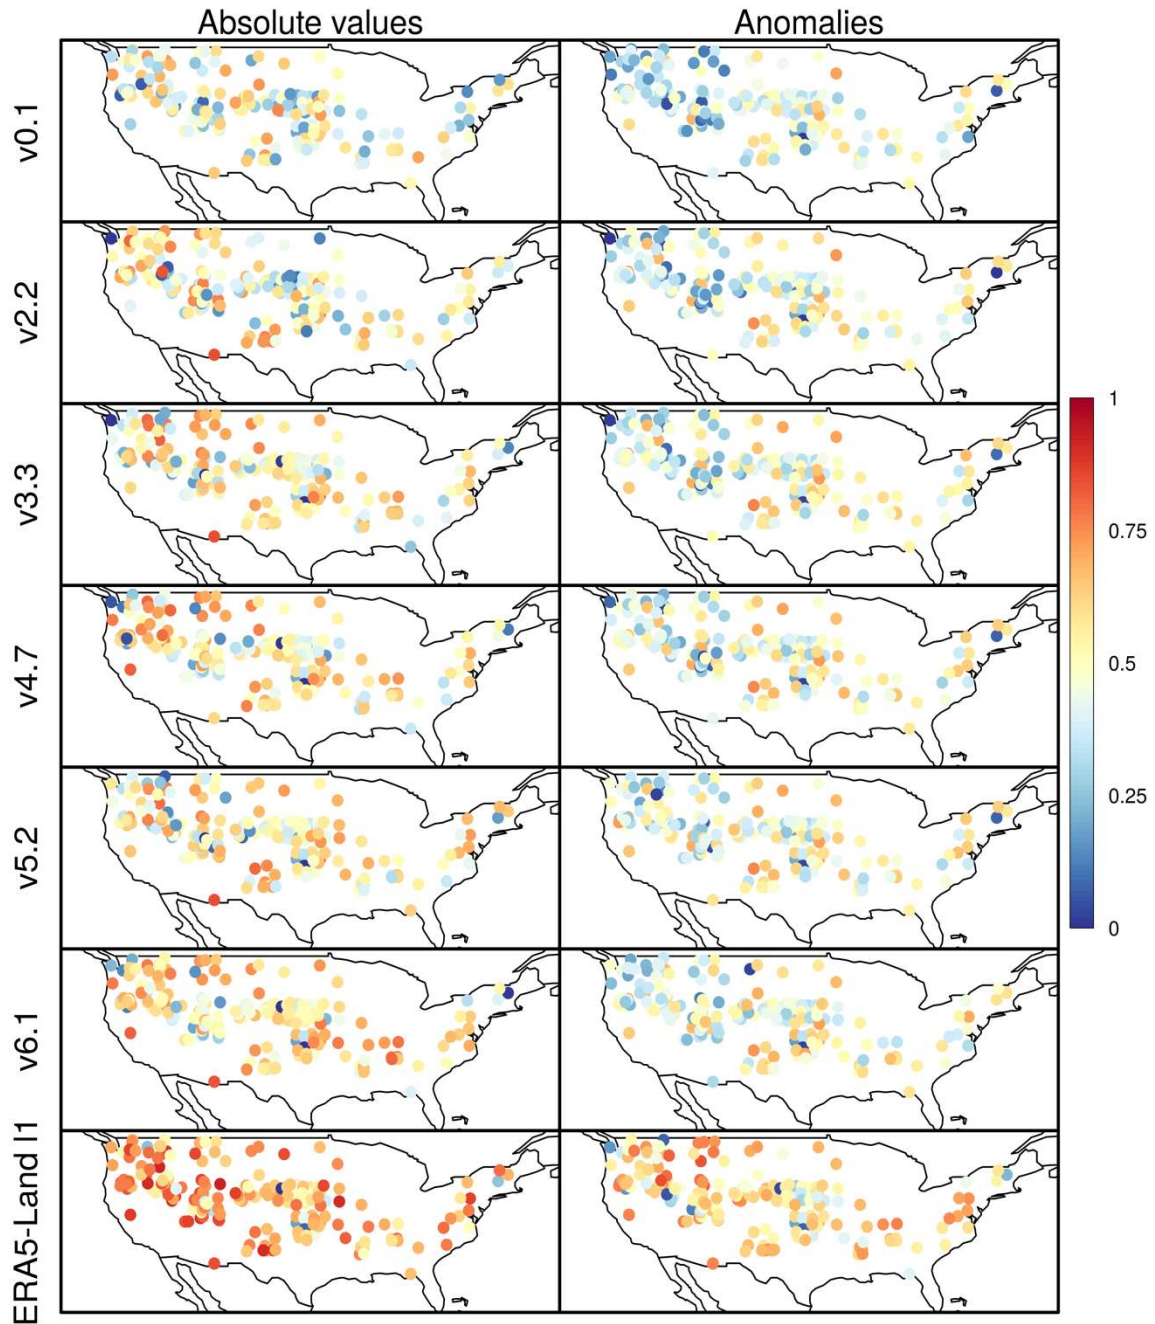 Absolute values Anomalies
v0.1
v2.2
v3.3
v4.7
v5.2
v6.1
ERA5-Land l1
1
0.75
0.5
0.25
0